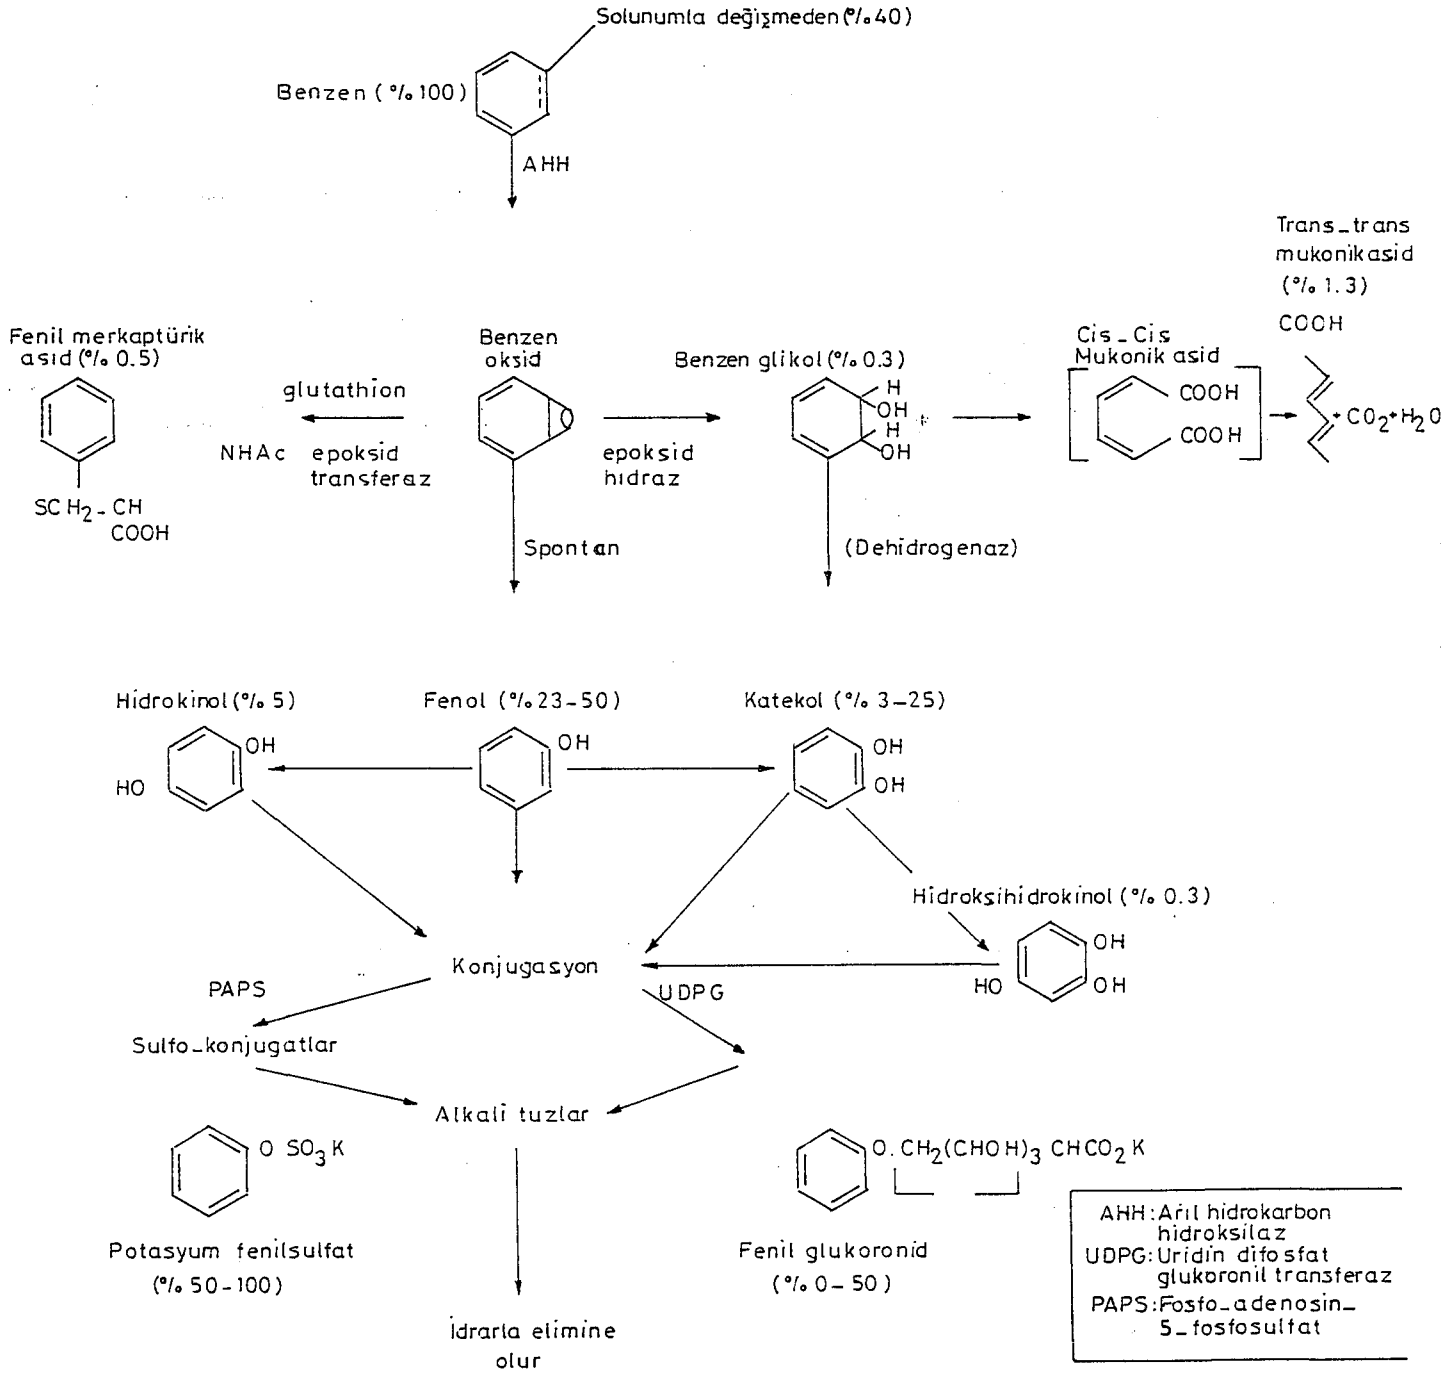 Solunumla değişmeden (% 40)
Benzen (% 100)
AHH
Trans_trans
mukonikasid
(% 1.3)
COOH
Fenil merkaptürik
asid (% 0.5)
Benzen
oksid
Benzen glikol (% 0.3)
Cis_Cis
Mukonik asid
glutathion
NHAc epoksid
transferaz
epoksid
hidraz
H
OH
H
OH
COOH
COOH
+ CO2 + H2O
SCH2- CH
COOH
Spontan
(Dehidrogenaz)
Hidrokinol (% 5)
Fenol (% 23-50)
Katekol (% 3-25)
OH
HO
OH
OH
OH
Hidroksihidrokinol (% 0.3)
OH
HO
OH
Konjugasyon
PAPS
UDPG
Sulfo_konjugatlar
Alkali tuzlar
O SO3K
O. CH2(CHOH)3 CHCO2K
Potasyum fenilsulfat
(% 50-100)
Fenil glukoronid
(% 0-50)
İdrarla elimine
olur
AHH: Aril hidrokarbon
hidroksilaz
UDPG: Uridin difosfat
glukoronil transferaz
PAPS: Fosfo_adenosin_
5_fosfosulfat